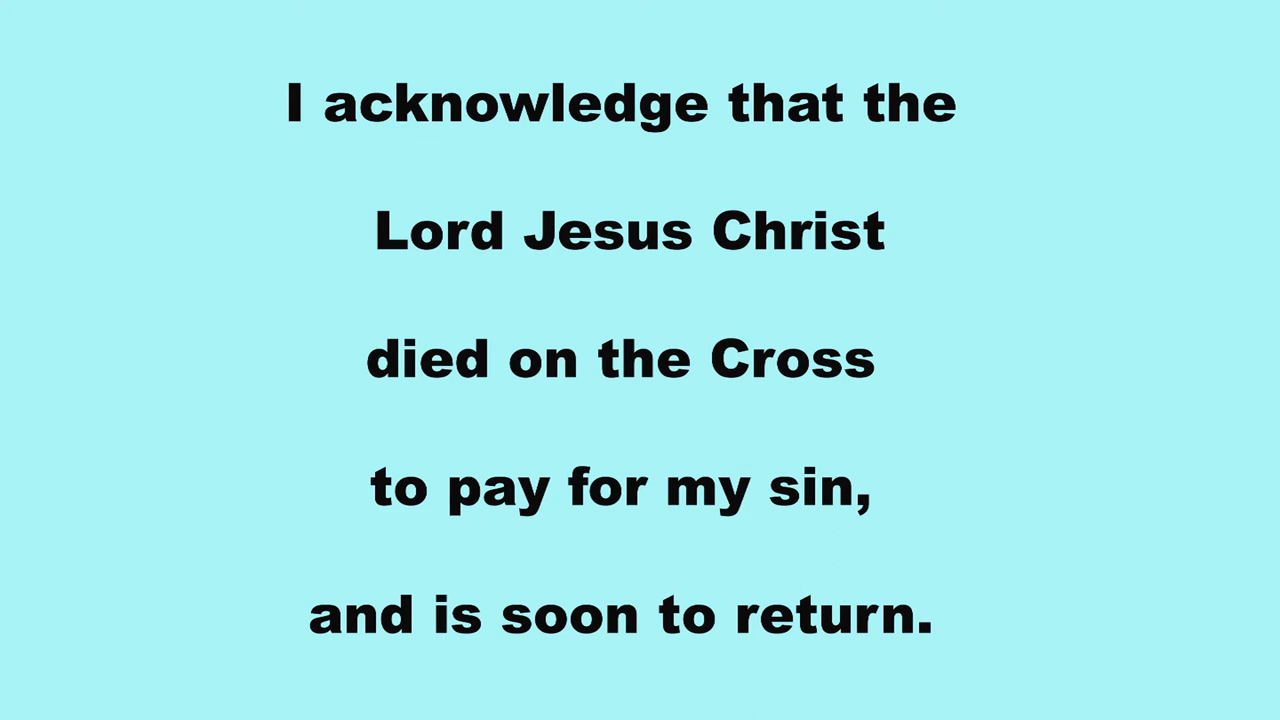 I acknowledge that the
Lord Jesus Christ
died on the Cross
to pay for my sin,
and is soon to return.